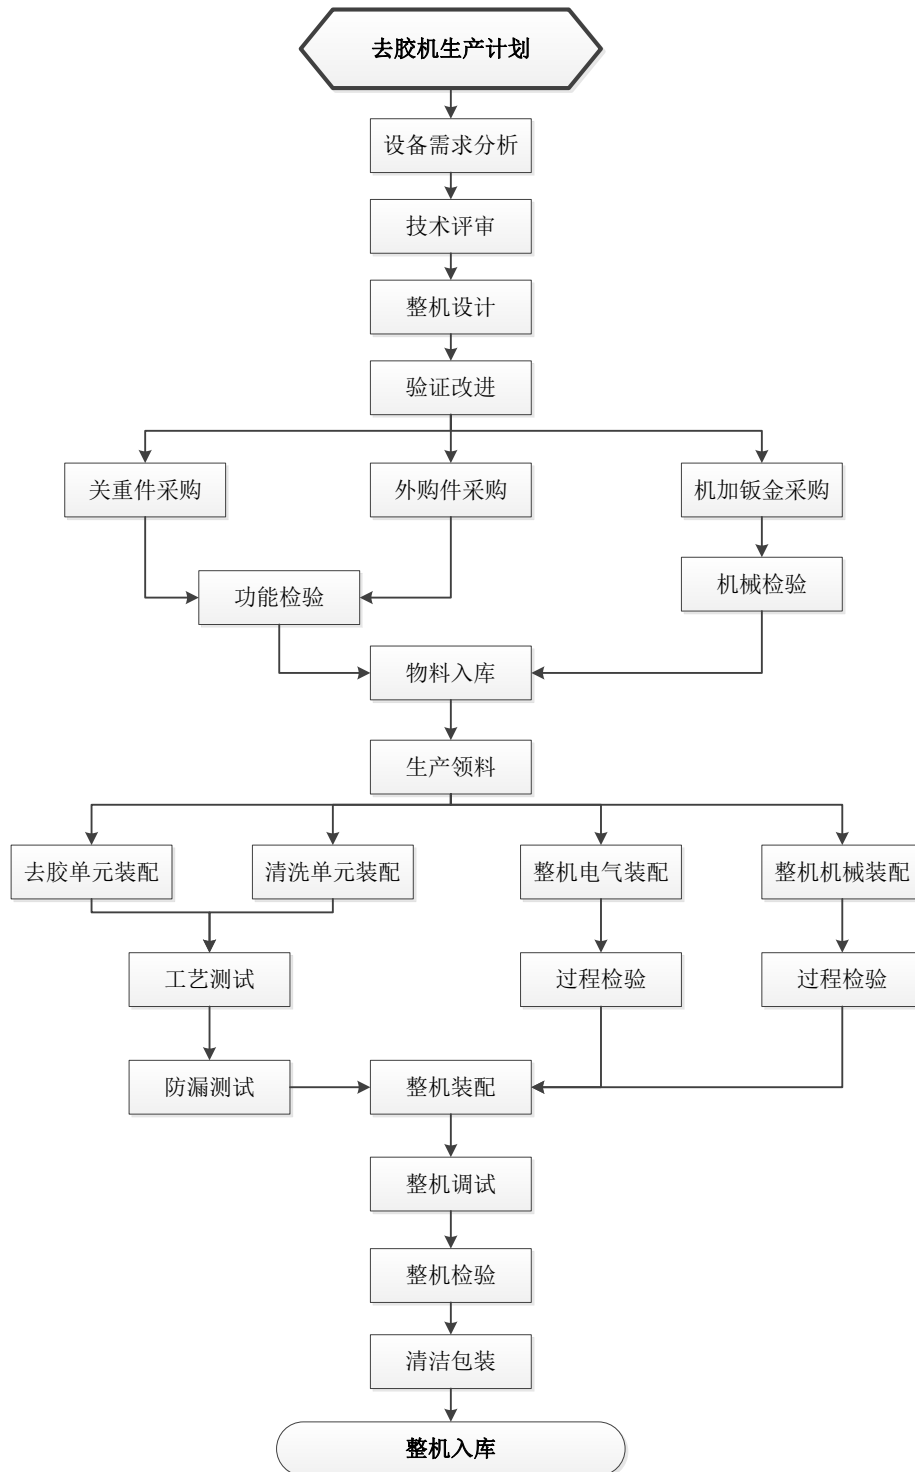 去胶机生产计划
设备需求分析
技术评审
整机设计
验证改进
关重件采购
外购件采购
机加钣金采购
功能检验
机械检验
物料入库
生产领料
去胶单元装配
清洗单元装配
整机电气装配
整机机械装配
工艺测试
过程检验
过程检验
防漏测试
整机装配
整机调试
整机检验
清洁包装
整机入库